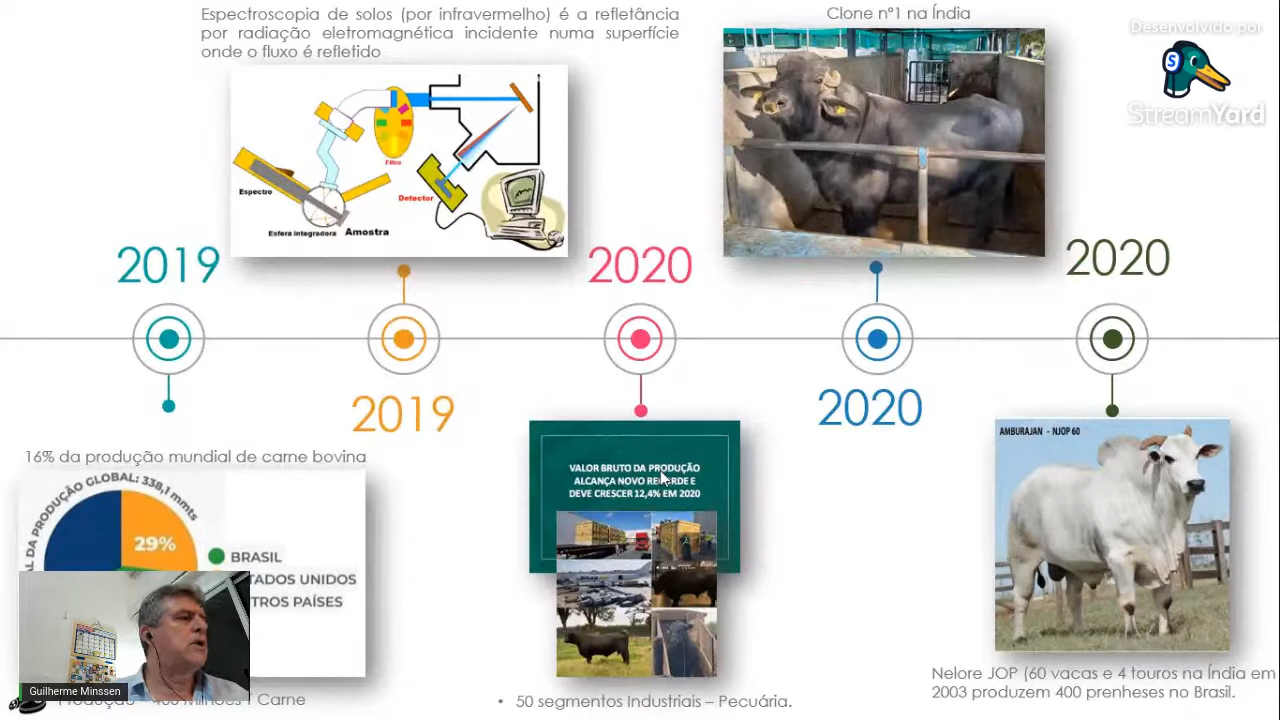 Espectroscopia de solos (por infravermelho) é a refletância
por radiação eletromagnética incidente numa superfície
onde o fluxo é refletido
Clone n°1 na Índia
Desenvolvido por
StreamYard
Filtro
Espectro
Detector
Esfera integradora
Amostra
2019
2020
2020
2019
2020
16% da produção mundial de carne bovina
DA PRODUÇÃO GLOBAL: 338,1 mmts
29%
BRASIL
TADOS UNIDOS
TROS PAÍSES
VALOR BRUTO DA PRODUÇÃO
ALCANÇA NOVO RECORDE E
DEVE CRESCER 12,4% EM 2020
AMBURAJAN - NJOP 60
Guilherme Minssen
Carne
• 50 segmentos Industriais – Pecuária.
Nelore JOP (60 vacas e 4 touros na Índia em
2003 produzem 400 prenheses no Brasil.